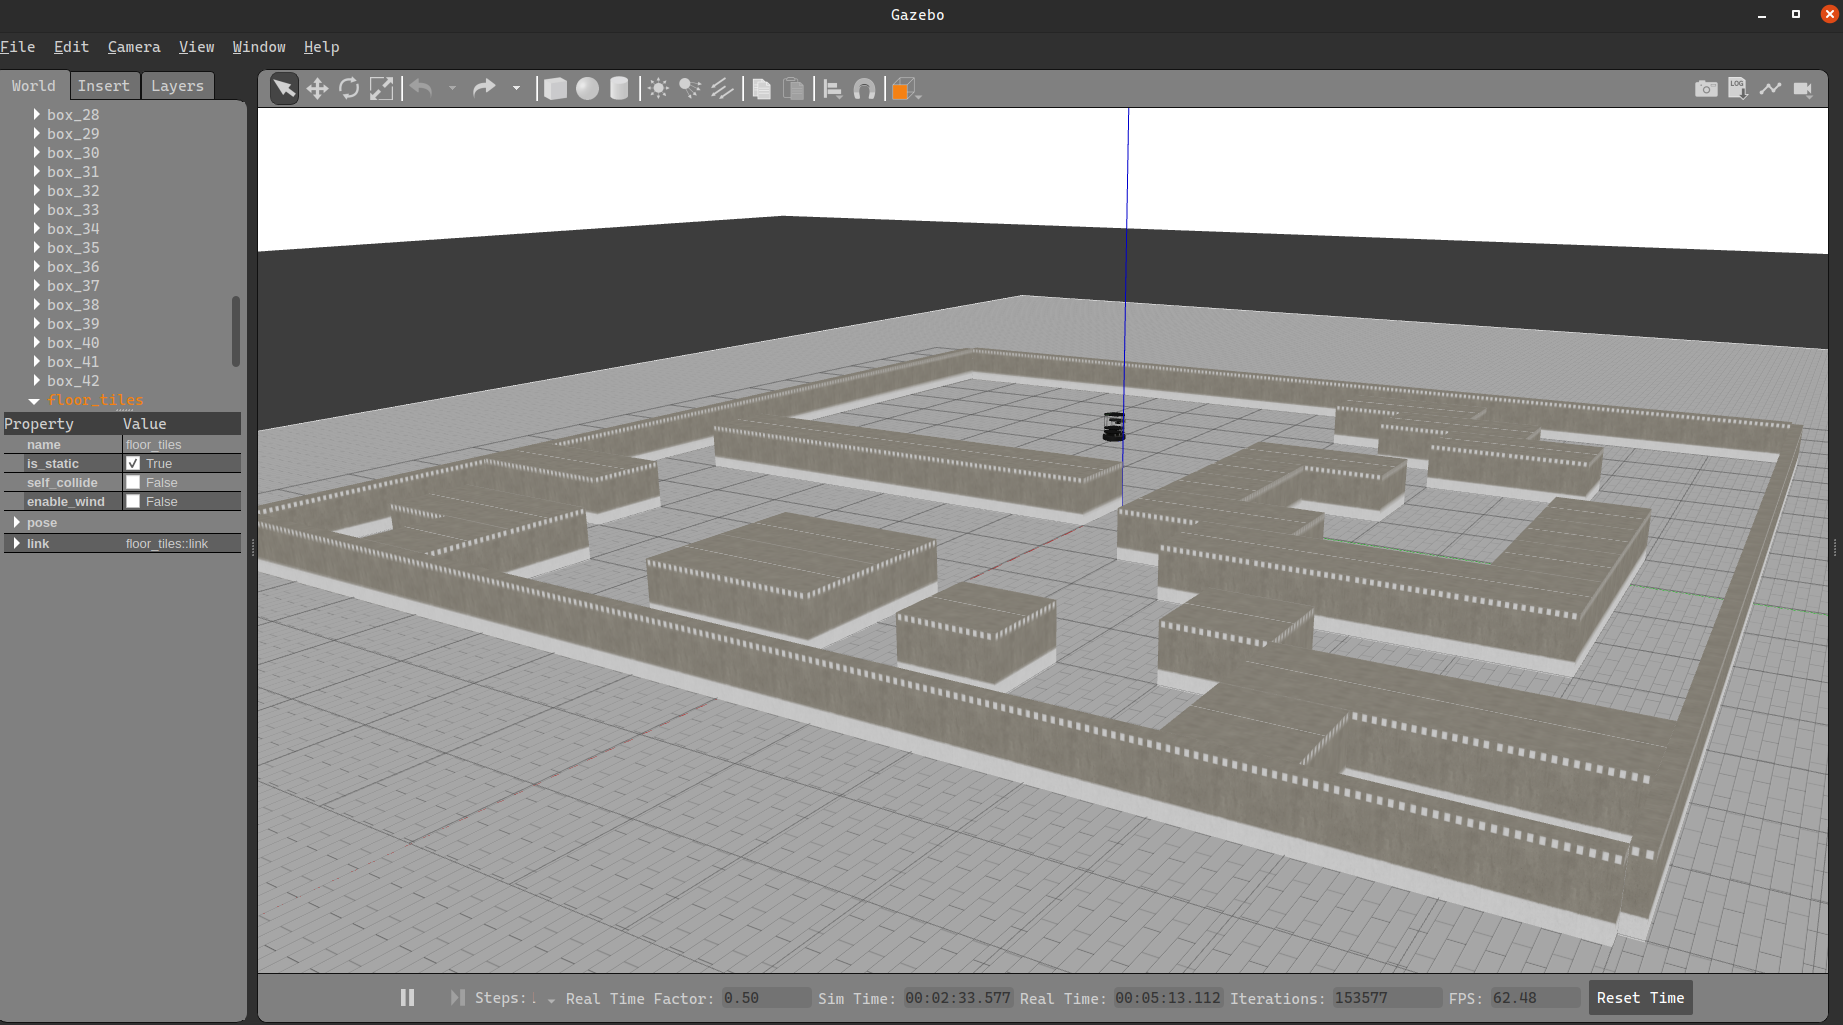 Gazebo
File Edit Camera View Window Help
World Insert Layers
box_28
box_29
box_30
box_31
box_32
box_33
box_34
box_35
box_36
box_37
box_38
box_39
box_40
box_41
box_42
floor_tiles
Property Value
name floor_tiles
is_static True
self_collide False
enable_wind False
pose
link floor_tiles::link
LOG
Steps: Real Time Factor: 0.50 Sim Time: 00:02:33.577 Real Time: 00:05:13.112 Iterations: 153577 FPS: 62.48 Reset Time